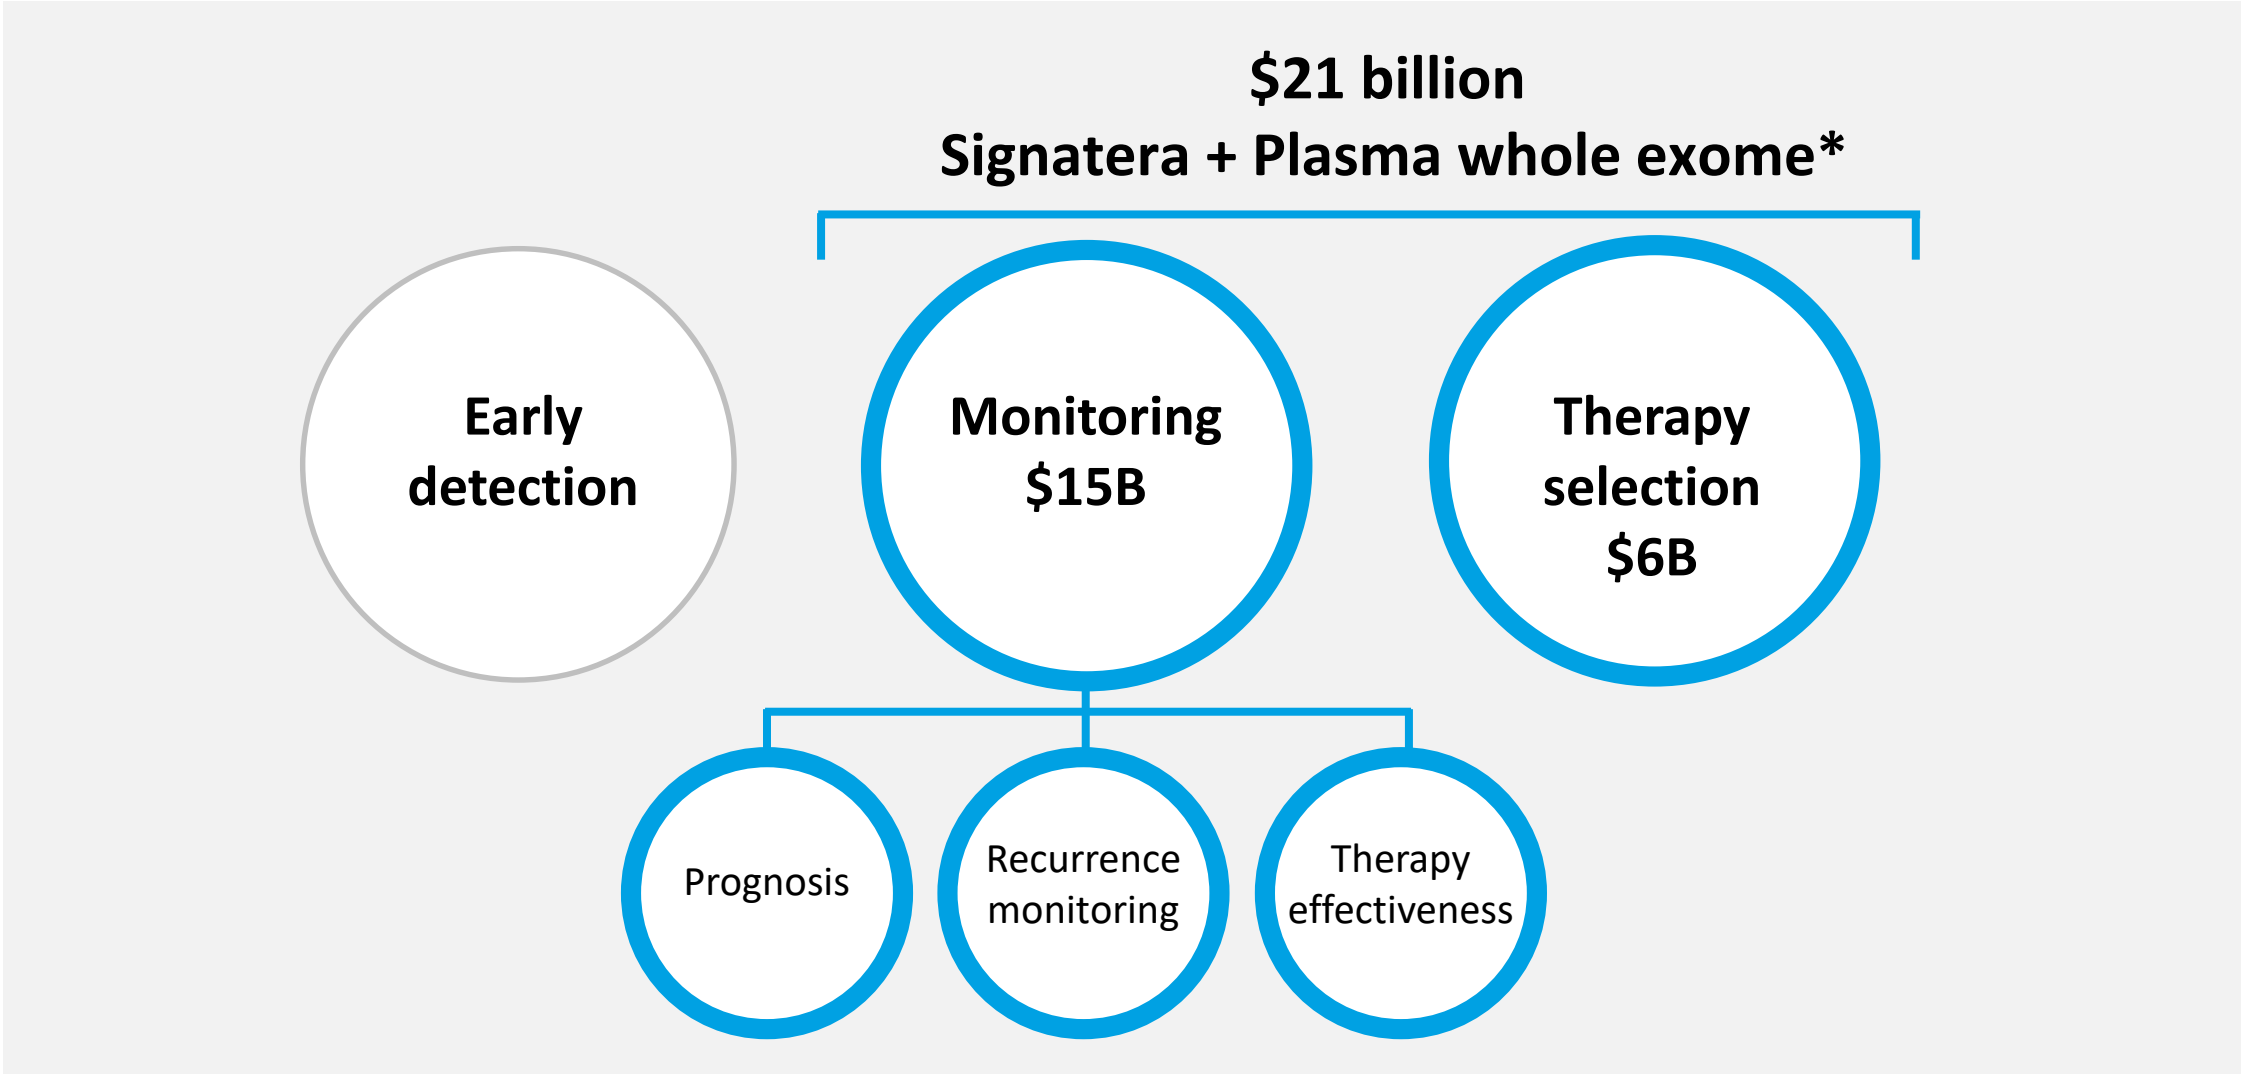 $21 billion
Signatera + Plasma whole exome*
Early
detection
Monitoring
$15B
Therapy
selection
$6B
Prognosis
Recurrence
monitoring
Therapy
effectiveness